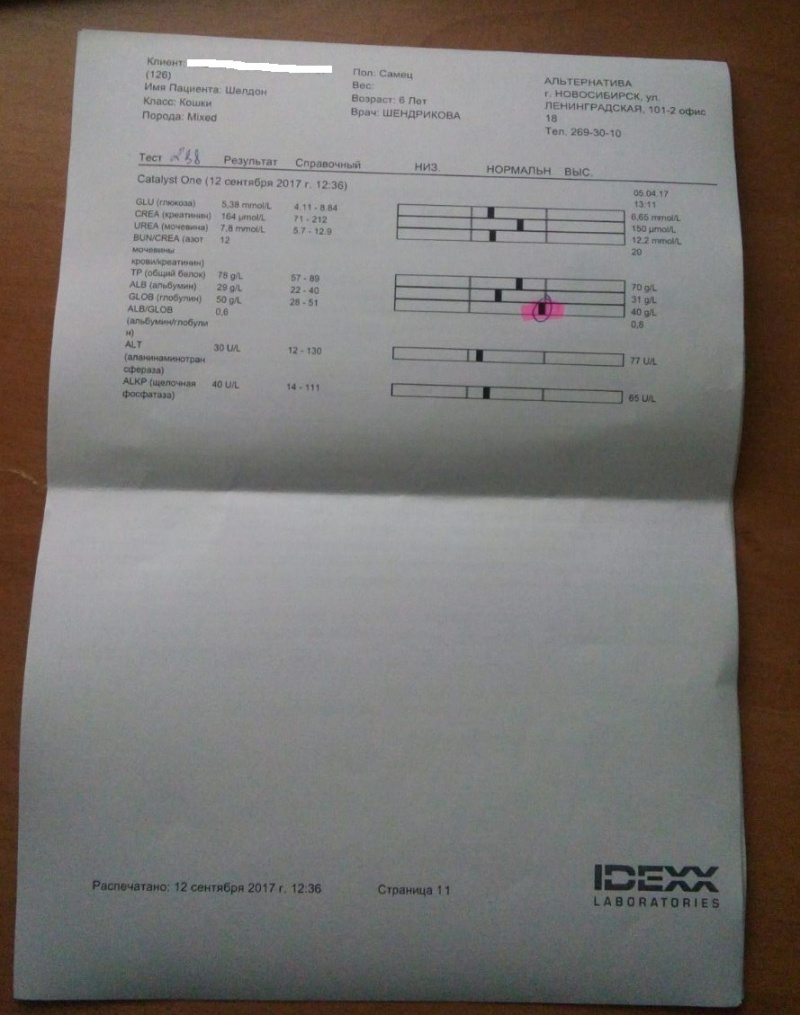 Клиент:
(126)
Имя Пациента: Шелдон
Класс: Кошки
Порода: Mixed
Пол: Самец
Вес:
Возраст: 6 Лет
Врач: ШЕНДРИКОВА
АЛЬТЕРНАТИВА
г. НОВОСИБИРСК, ул.
ЛЕНИНГРАДСКАЯ, 101-2 офис
18
Тел. 269-30-10
Тест Результат Справочный НИЗ. НОРМАЛЬН ВЫС.
Catalyst One (12 сентября 2017 г. 12:36) 05.04.17
13:11
GLU (глюкоза) 5,38 mmol/L 4.11 - 8.84 6,65 mmol/L
CREA (креатинин) 164 µmol/L 71 - 212 150 µmol/L
UREA (мочевина) 7,8 mmol/L 5.7 - 12.9 12,2 mmol/L
BUN/CREA (азот 12 20
мочевины
крови/креатинин)
TP (общий белок) 78 g/L 57 - 89 70 g/L
ALB (альбумин) 29 g/L 22 - 40 31 g/L
GLOB (глобулин) 50 g/L 28 - 51 40 g/L
ALB/GLOB 0,6 0,8
(альбумин/глобули
н)
ALT 30 U/L 12 - 130 77 U/L
(аланинаминотран
сфераза)
ALKP (щелочная 40 U/L 14 - 111 65 U/L
фосфатаза)
Распечатано: 12 сентября 2017 г. 12:36 Страница 11
IDEXX
LABORATORIES